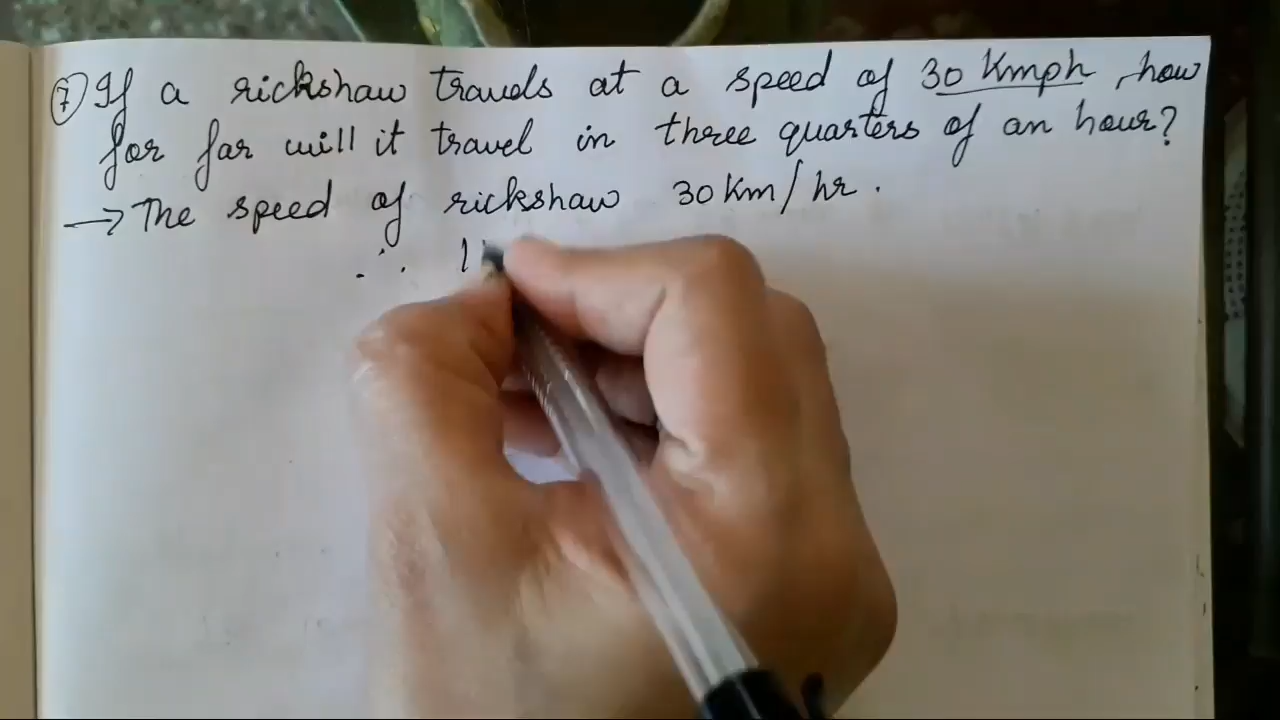 ⑦ If a rickshaw travels at a speed of 30 Kmph, how
for far will it travel in three quarters of an hour?
→ The speed of rickshaw 30 Km/hr.
∴ 1